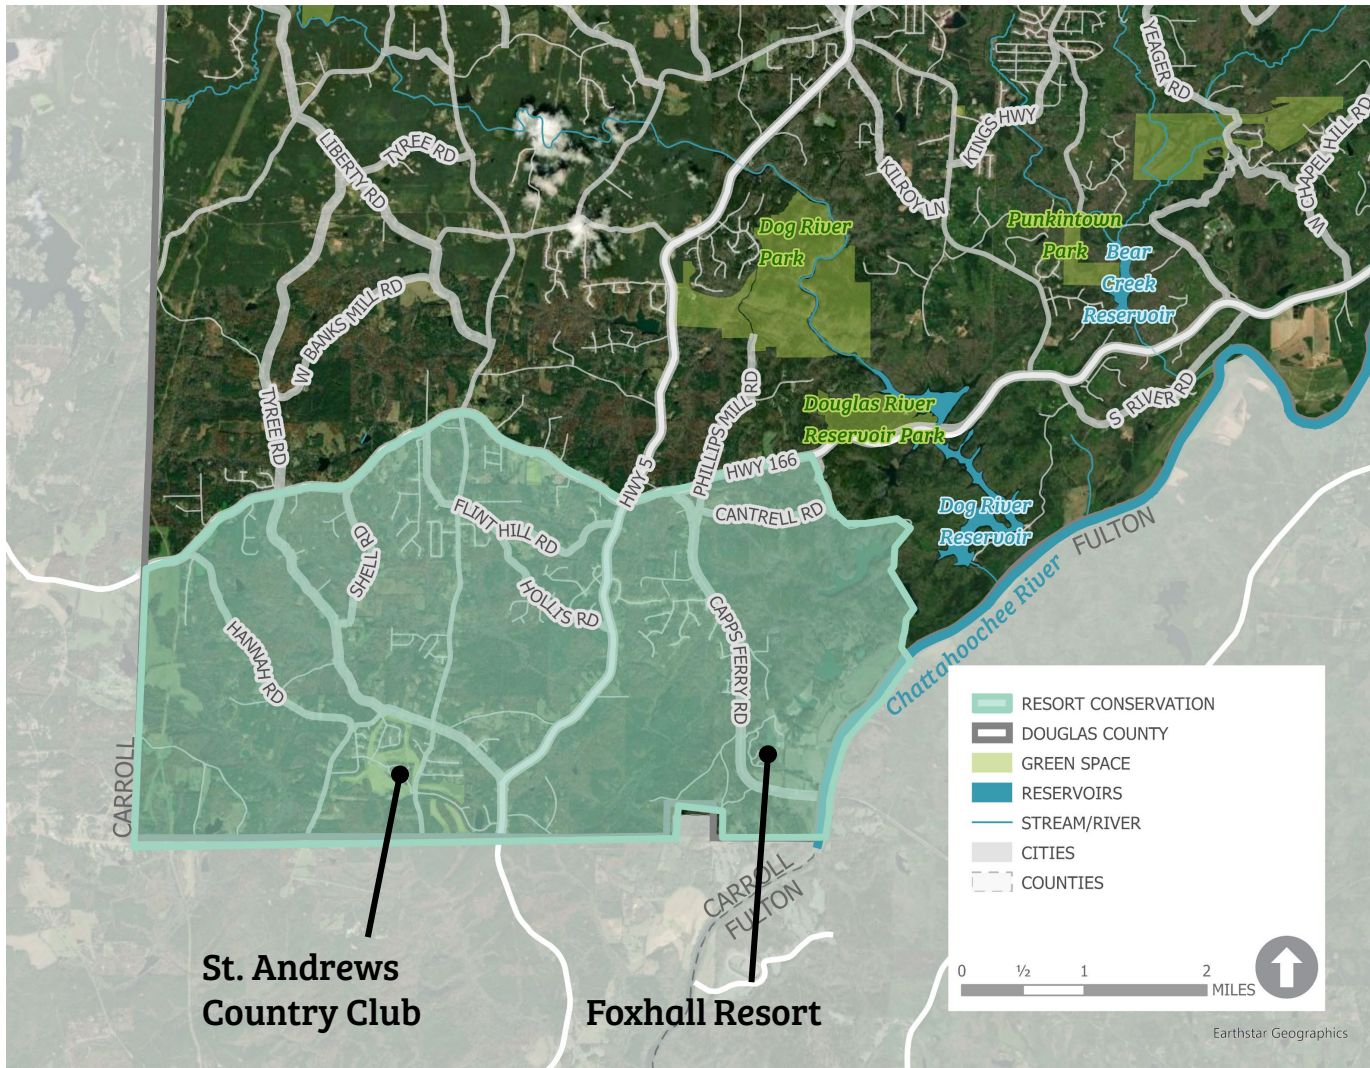 YEAGER RD
W CHAPEL HILL RD
KINGS HWY
TYREE RD
LIBERTY RD
KILROY LN
Dog River
Park
Punkintown
Park
Bear
Creek
Reservoir
W BANKS MILL RD
TYREE RD
PHILLIPS MILL RD
Douglas River
Reservoir Park
S RIVER RD
HWY 5
HWY 166
CANTRELL RD
FLINT HILL RD
SHELL RD
Dog River
Reservoir
FULTON
HOLLIS RD
HANNAH RD
CAPPS FERRY RD
Chattahoochee River
CARROLL
CARROLL
FULTON
St. Andrews
Country Club
Foxhall Resort
RESORT CONSERVATION
DOUGLAS COUNTY
GREEN SPACE
RESERVOIRS
STREAM/RIVER
CITIES
COUNTIES
0 ½ 1 2
MILES
Earthstar Geographics